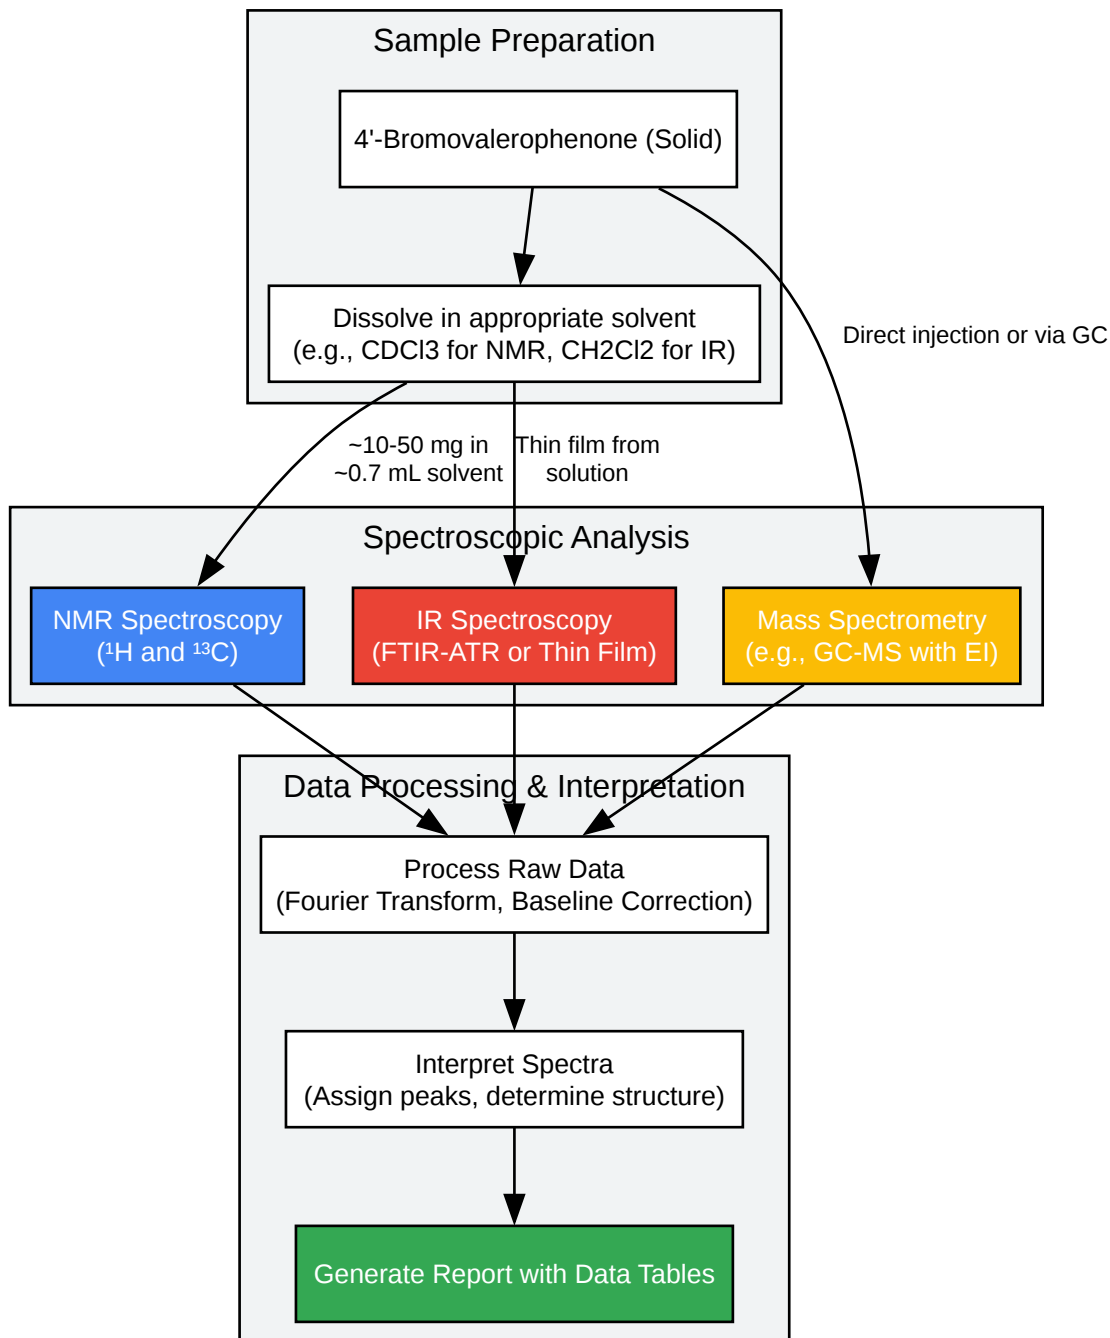 Sample Preparation
4'-Bromovalerophenone (Solid)
Dissolve in appropriate solvent
(e.g., CDCl3 for NMR, CH2Cl2 for IR)
Direct injection or via GC
~10-50 mg in
~0.7 mL solvent
Thin film from
solution
Spectroscopic Analysis
NMR Spectroscopy
(¹H and ¹³C)
IR Spectroscopy
(FTIR-ATR or Thin Film)
Mass Spectrometry
(e.g., GC-MS with EI)
Data Processing & Interpretation
Process Raw Data
(Fourier Transform, Baseline Correction)
Interpret Spectra
(Assign peaks, determine structure)
Generate Report with Data Tables